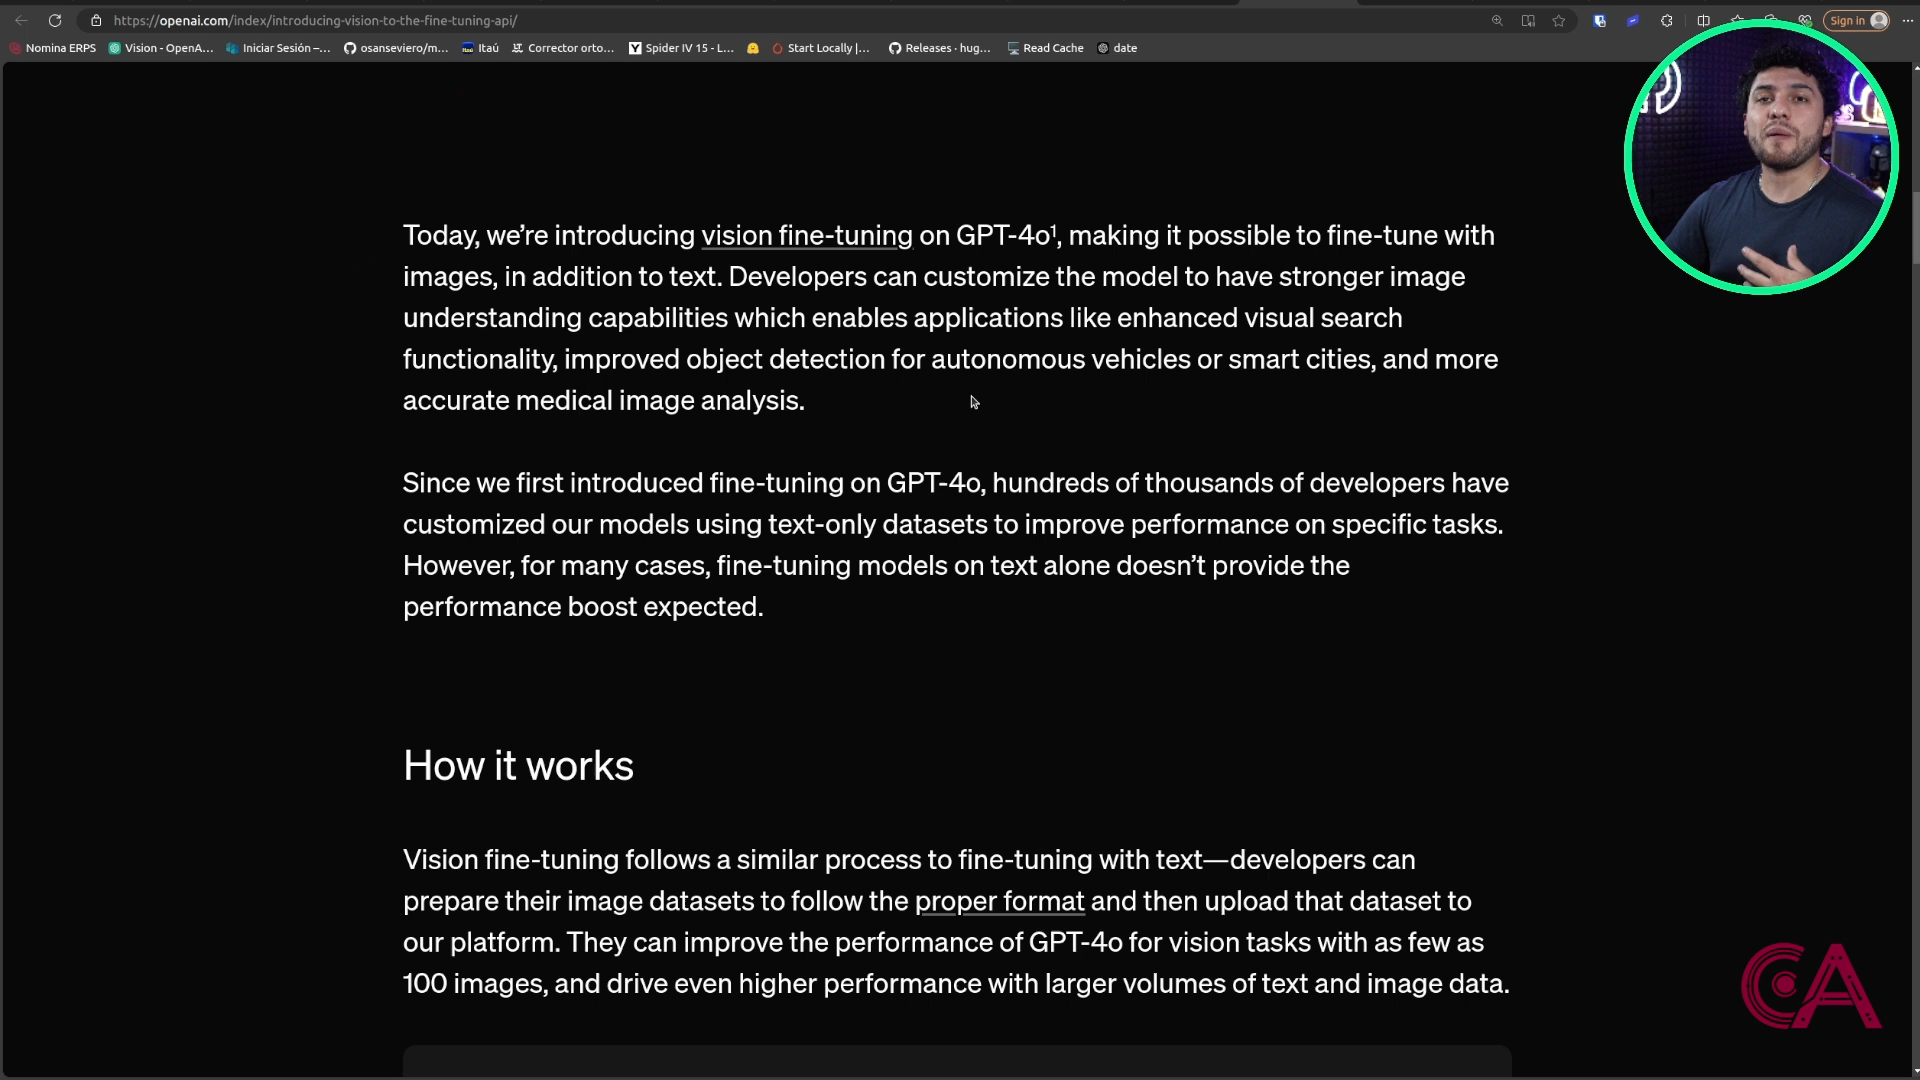 https://openai.com/index/introducing-vision-to-the-fine-tuning-api/
Sign in
Nomina ERPS
Vision - OpenA...
Iniciar Sesión –...
osanseviero/m...
Itaú
Corrector orto...
Spider IV 15 - L...
Start Locally |...
Releases · hug...
Read Cache
date
Today, we’re introducing vision fine-tuning on GPT-4o¹, making it possible to fine-tune with
images, in addition to text. Developers can customize the model to have stronger image
understanding capabilities which enables applications like enhanced visual search
functionality, improved object detection for autonomous vehicles or smart cities, and more
accurate medical image analysis.
Since we first introduced fine-tuning on GPT-4o, hundreds of thousands of developers have
customized our models using text-only datasets to improve performance on specific tasks.
However, for many cases, fine-tuning models on text alone doesn’t provide the
performance boost expected.
How it works
Vision fine-tuning follows a similar process to fine-tuning with text—developers can
prepare their image datasets to follow the proper format and then upload that dataset to
our platform. They can improve the performance of GPT-4o for vision tasks with as few as
100 images, and drive even higher performance with larger volumes of text and image data.
CA